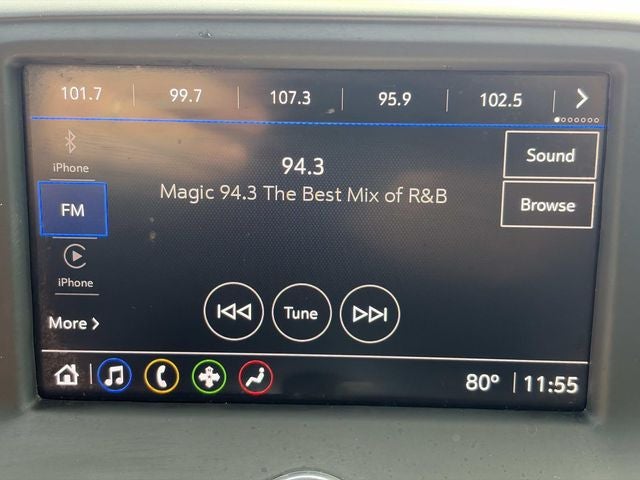 101.7 99.7 107.3 95.9 102.5
iPhone
94.3
Sound
Magic 94.3 The Best Mix of R&B
FM
Browse
iPhone
Tune
More
80° 11:55